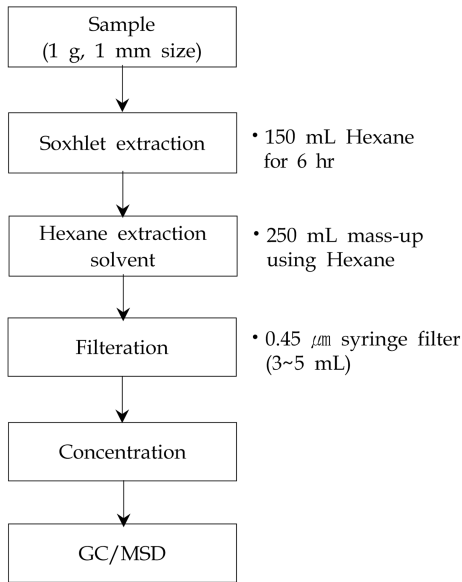 Sample
(1 g, 1 mm size)
Soxhlet extraction
• 150 mL Hexane
for 6 hr
Hexane extraction
solvent
• 250 mL mass-up
using Hexane
Filteration
• 0.45 ㎛ syringe filter
(3~5 mL)
Concentration
GC/MSD